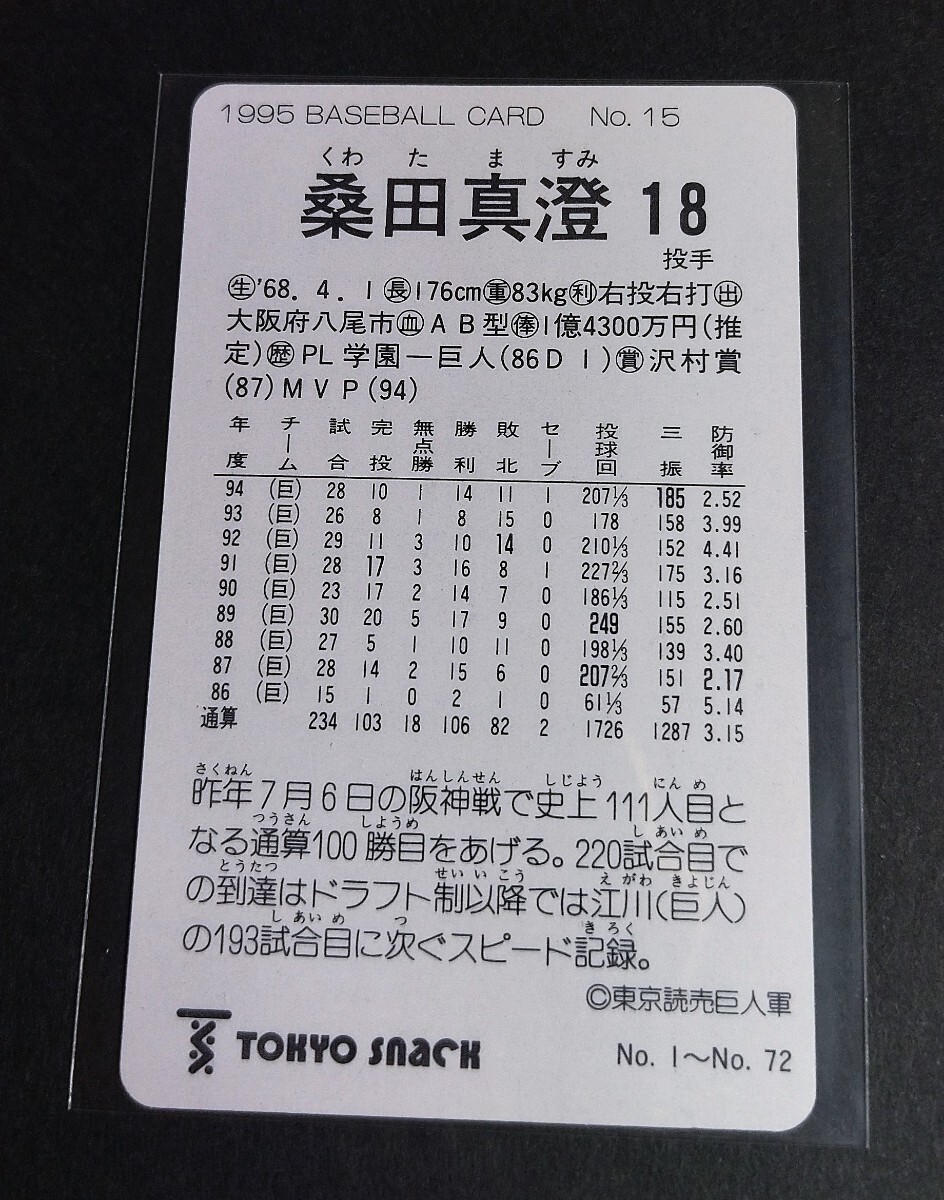 1995 BASEBALL CARD No. 15
くわ た ま すみ
桑田真澄 18
投手
㊍生'68. 4. 1 長176cm重83kg利右投右打出
大阪府八尾市血AB型俸1億4300万円(推
定)歴PL学園―巨人(86D1)賞沢村賞
(87)MVP(94)
年度 チーム 試合 完投 無点勝 勝利 敗北 セーブ 投球回 三振 防御率
94 (巨) 28 10 1 14 11 1 207⅓ 185 2.52
93 (巨) 26 8 1 8 15 0 178 158 3.99
92 (巨) 29 11 3 10 14 0 210⅓ 152 4.41
91 (巨) 28 17 3 16 8 1 227⅔ 175 3.16
90 (巨) 23 17 2 14 7 0 186⅓ 115 2.51
89 (巨) 30 20 5 17 9 0 249 155 2.60
88 (巨) 27 5 1 10 11 0 198⅓ 139 3.40
87 (巨) 28 14 2 15 6 0 207⅔ 151 2.17
86 (巨) 15 1 0 2 1 0 61⅓ 57 5.14
通算 234 103 18 106 82 2 1726 1287 3.15
さくねん はんしんせん しじよう にん め
昨年7月6日の阪神戦で史上111人目と
つうさん しようめ し あい め
なる通算100勝目をあげる。220試合目で
とうたつ せい い こう え がわ きよじん
の到達はドラフト制以降では江川(巨人)
し あい め つ き ろく
の193試合目に次ぐスピード記録。
©東京読売巨人軍
TOKYO SNACK No. 1〜No. 72